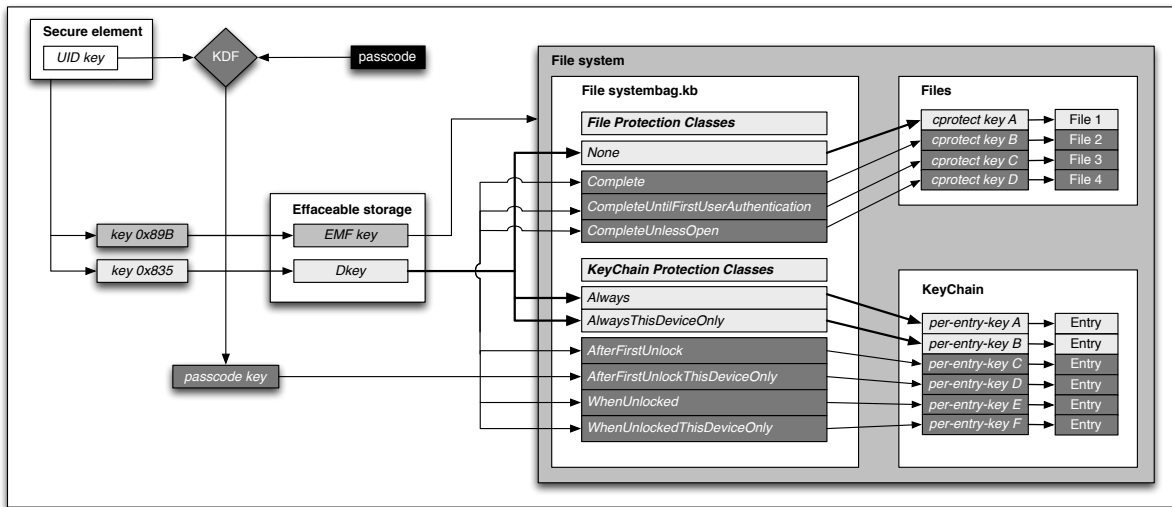 Secure element
UID key
KDF
passcode
key 0x89B
key 0x835
passcode key
Effaceable storage
EMF key
Dkey
File system
File systembag.kb
File Protection Classes
None
Complete
CompleteUntilFirstUserAuthentication
CompleteUnlessOpen
KeyChain Protection Classes
Always
AlwaysThisDeviceOnly
AfterFirstUnlock
AfterFirstUnlockThisDeviceOnly
WhenUnlocked
WhenUnlockedThisDeviceOnly
Files
cprotect key A File 1
cprotect key B File 2
cprotect key C File 3
cprotect key D File 4
KeyChain
per-entry-key A Entry
per-entry-key B Entry
per-entry-key C Entry
per-entry-key D Entry
per-entry-key E Entry
per-entry-key F Entry